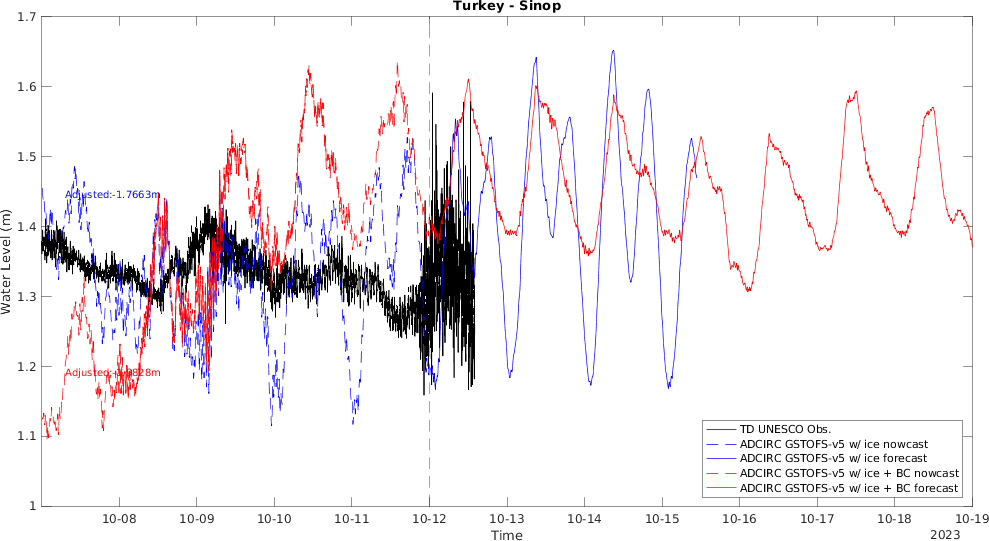 Turkey - Sinop
1.7
1.6
1.5
1.4
1.3
1.2
1.1
1
Water Level (m)
Adjusted:-1.7663m
TD UNESCO Obs.
ADCIRC GSTOFS-v5 w/ ice nowcast
ADCIRC GSTOFS-v5 w/ ice forecast
ADCIRC GSTOFS-v5 w/ ice + BC nowcast
ADCIRC GSTOFS-v5 w/ ice + BC forecast
10-08
10-09
10-10
10-11
10-12
10-13
10-14
10-15
10-16
10-17
10-18
10-19
Time
2023